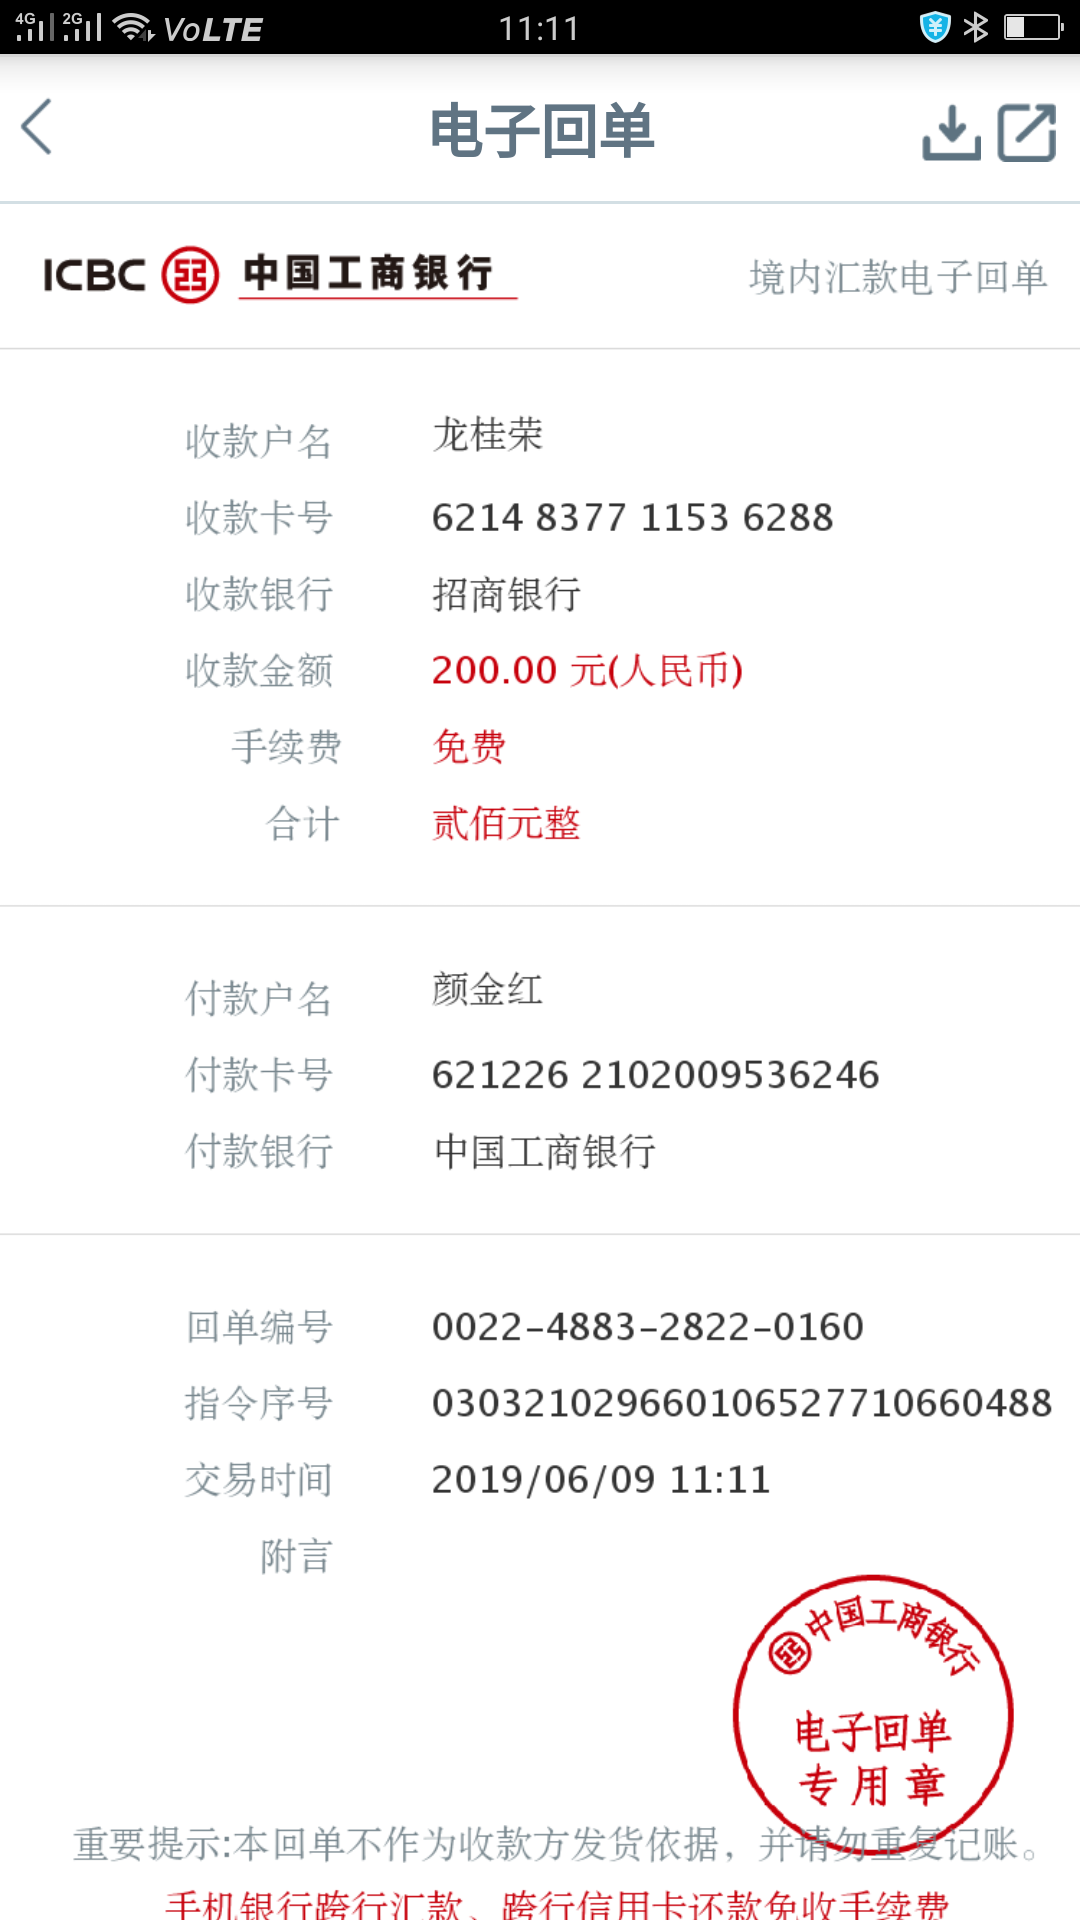 4G 2G VoLTE 11:11
电子回单
ICBC 中国工商银行 境内汇款电子回单
收款户名 龙桂荣
收款卡号 6214 8377 1153 6288
收款银行 招商银行
收款金额 200.00 元(人民币)
手续费 免费
合计 贰佰元整
付款户名 颜金红
付款卡号 621226 2102009536246
付款银行 中国工商银行
回单编号 0022-4883-2822-0160
指令序号 03032102966010652771066​0488
交易时间 2019/06/09 11:11
附言
中国工商银行
电子回单
专用章
重要提示:本回单不作为收款方发货依据，并请勿重复记账。
手机银行跨行汇款、跨行信用卡还款免收手续费